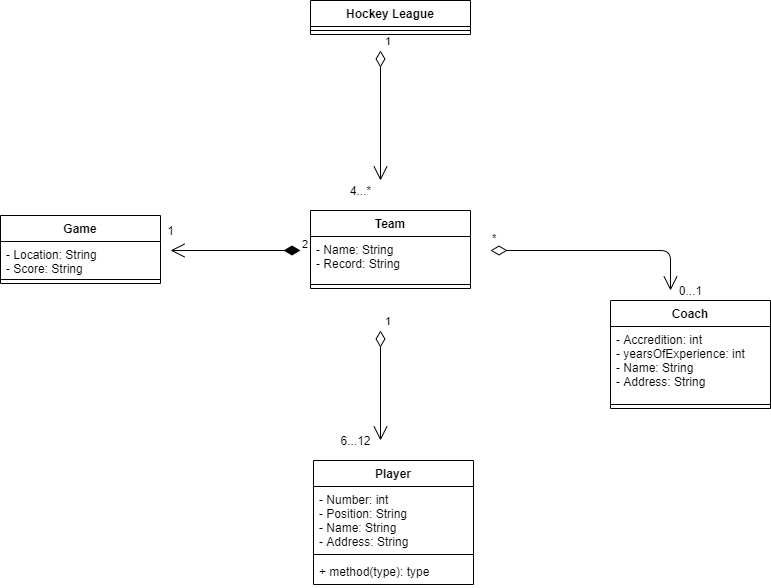 Hockey League
1
4...*
Game
- Location: String
- Score: String
1
2
Team
- Name: String
- Record: String
*
0...1
Coach
- Accredition: int
- yearsOfExperience: int
- Name: String
- Address: String
1
6...12
Player
- Number: int
- Position: String
- Name: String
- Address: String
+ method(type): type